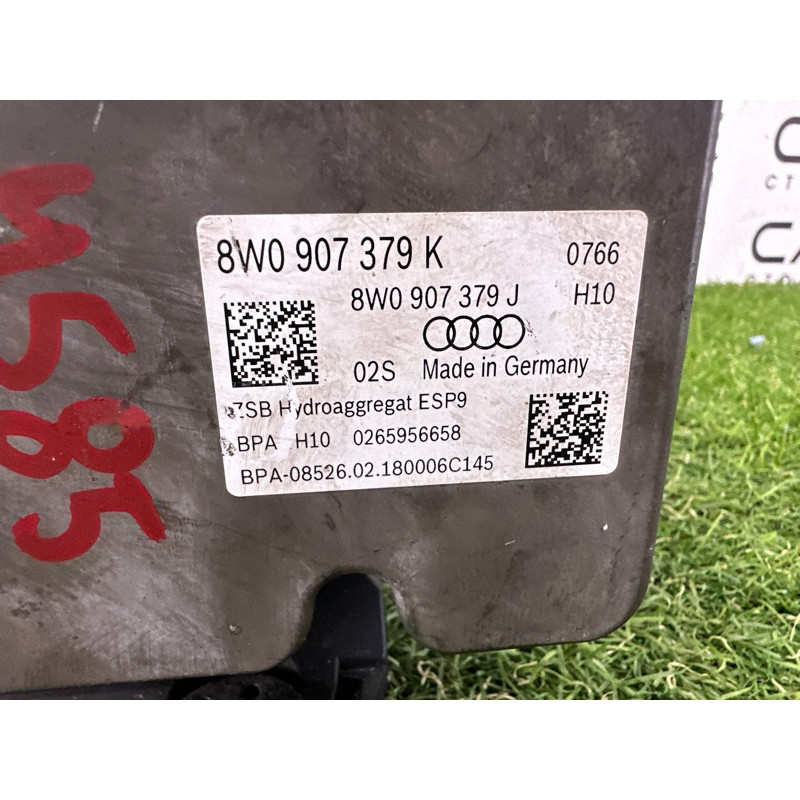 8W0 907 379 K 0766
8W0 907 379 J H10
02S Made in Germany
ZSB Hydroaggregat ESP9
BPA H10 0265956658
BPA-08526.02.180006C145
585